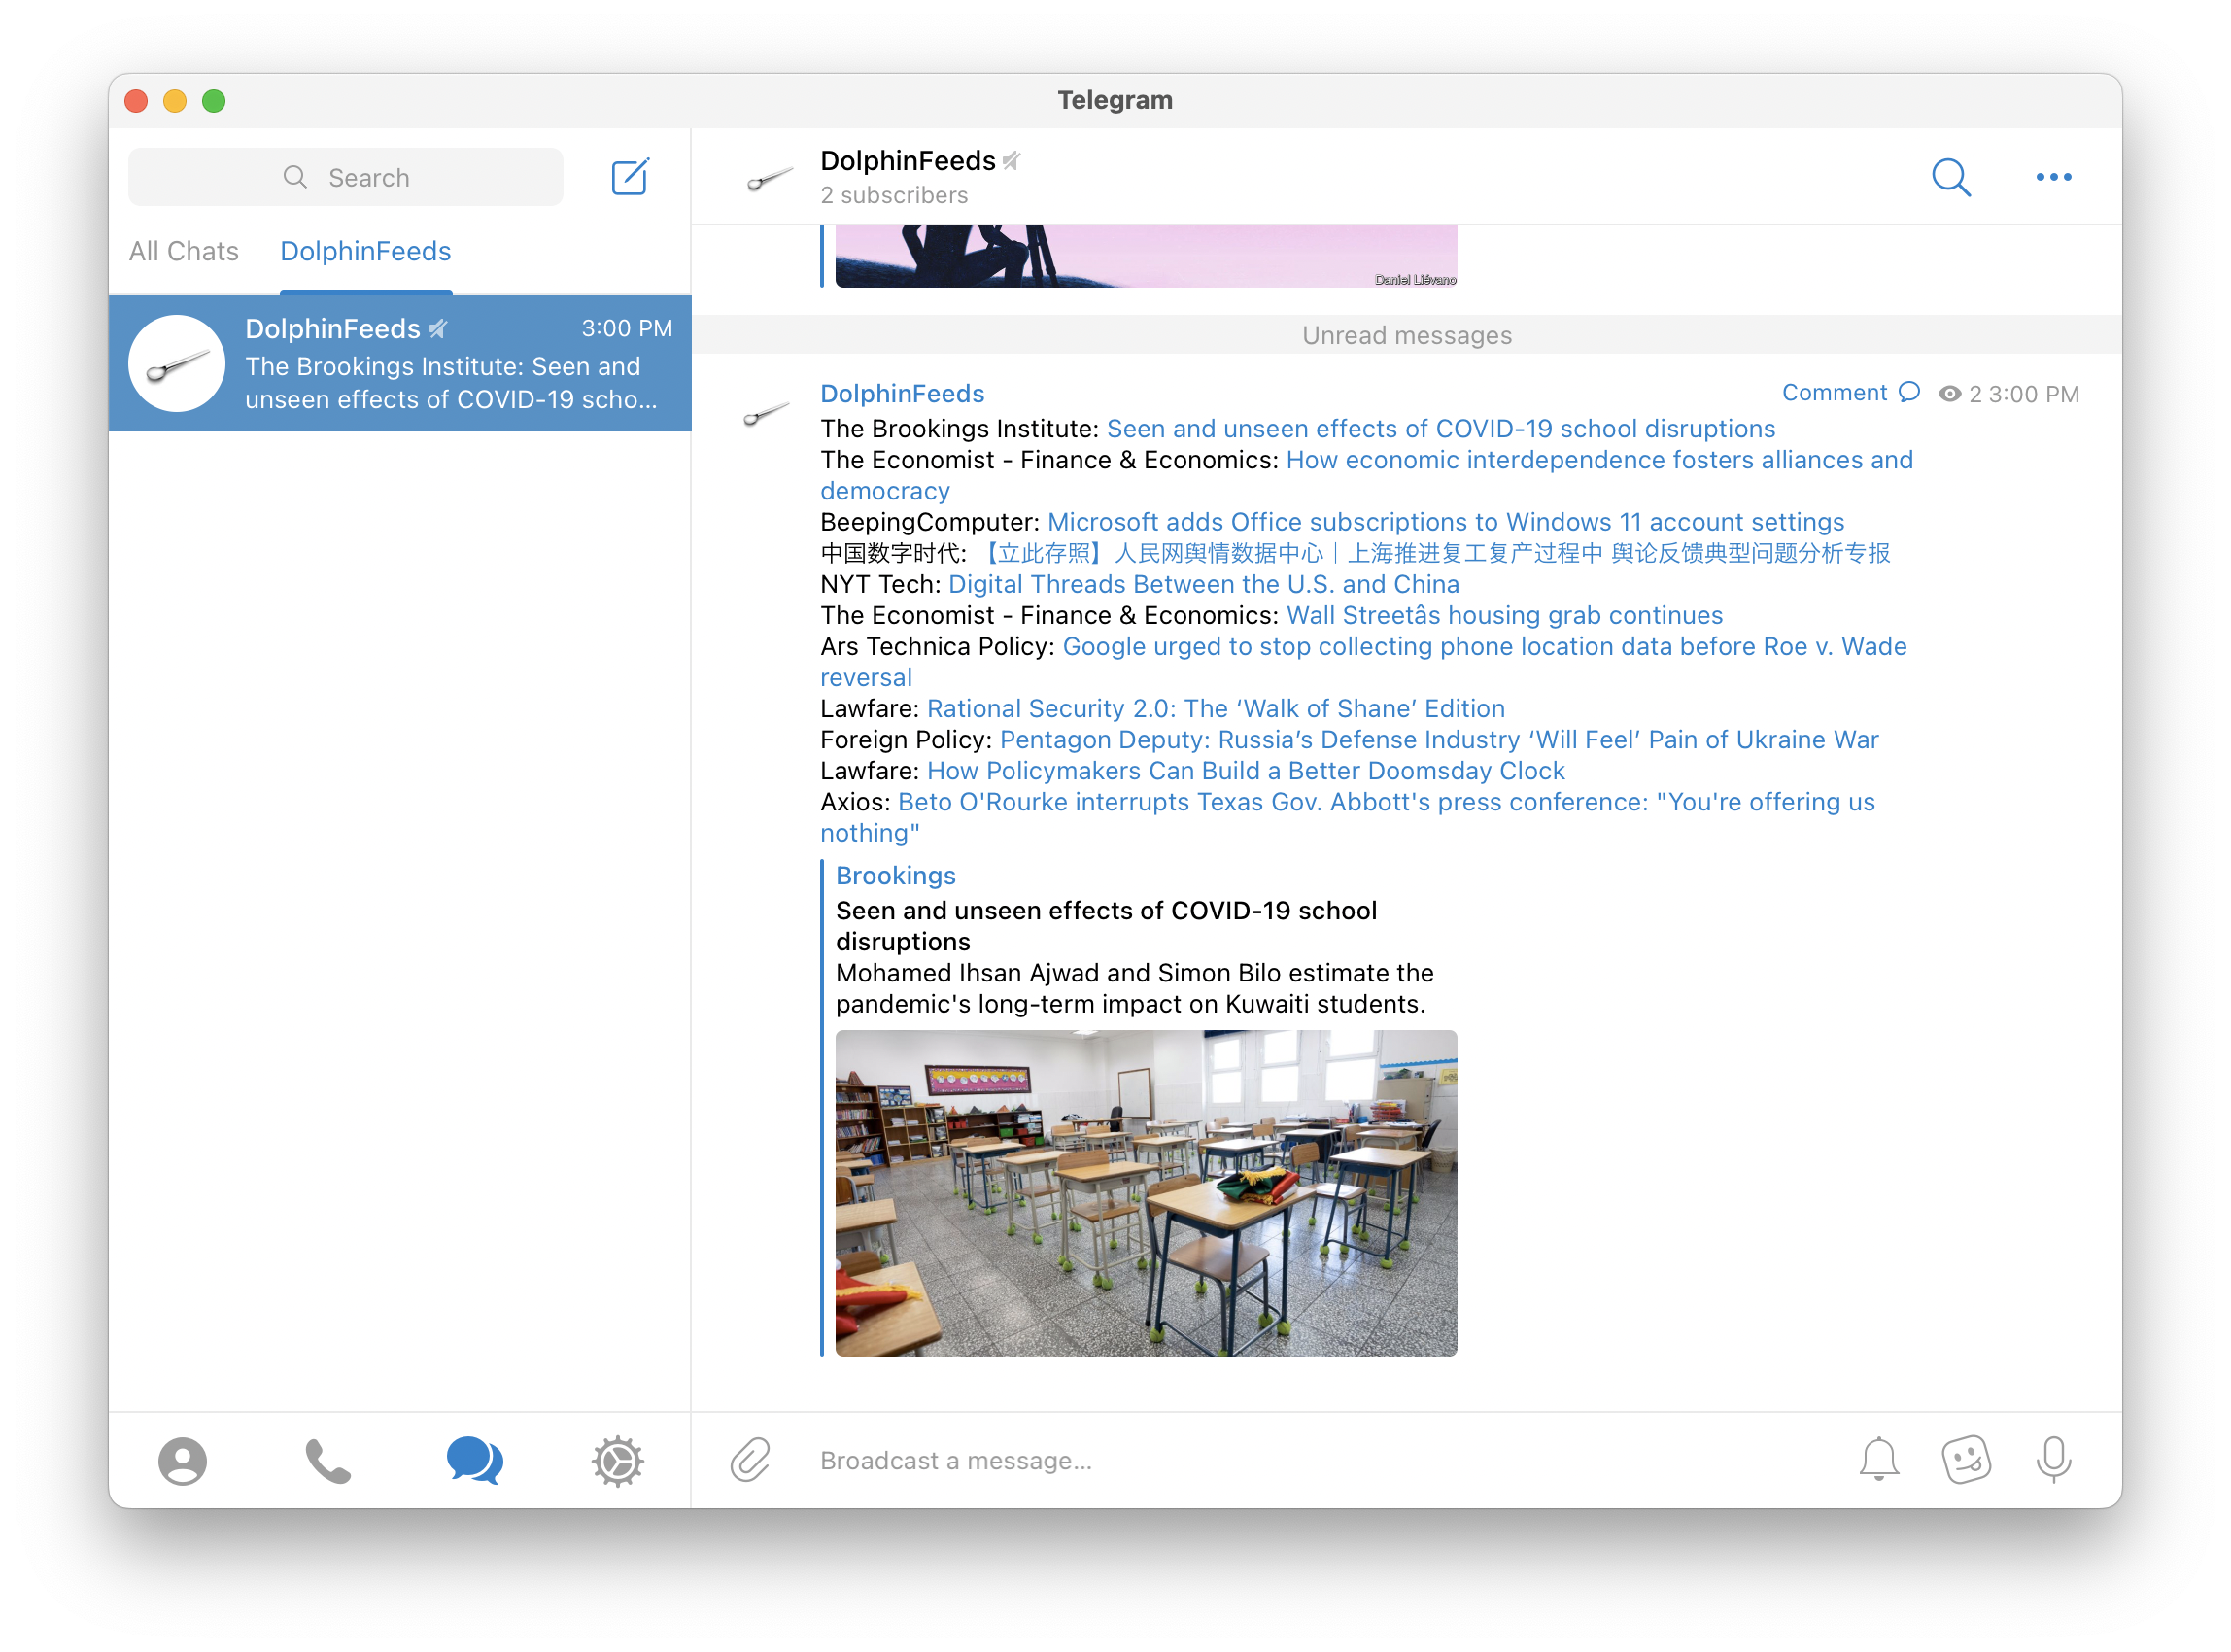 Telegram
Search
All Chats
DolphinFeeds
DolphinFeeds
3:00 PM
The Brookings Institute: Seen and
unseen effects of COVID-19 scho...
DolphinFeeds
2 subscribers
Daniel Liévano
Unread messages
DolphinFeeds
Comment
2 3:00 PM
The Brookings Institute: Seen and unseen effects of COVID-19 school disruptions
The Economist - Finance & Economics: How economic interdependence fosters alliances and
democracy
BeepingComputer: Microsoft adds Office subscriptions to Windows 11 account settings
中国数字时代: 【立此存照】人民网舆情数据中心｜上海推进复工复产过程中 舆论反馈典型问题分析专报
NYT Tech: Digital Threads Between the U.S. and China
The Economist - Finance & Economics: Wall Streetâs housing grab continues
Ars Technica Policy: Google urged to stop collecting phone location data before Roe v. Wade
reversal
Lawfare: Rational Security 2.0: The ‘Walk of Shane’ Edition
Foreign Policy: Pentagon Deputy: Russia’s Defense Industry ‘Will Feel’ Pain of Ukraine War
Lawfare: How Policymakers Can Build a Better Doomsday Clock
Axios: Beto O'Rourke interrupts Texas Gov. Abbott's press conference: "You're offering us
nothing"
Brookings
Seen and unseen effects of COVID-19 school
disruptions
Mohamed Ihsan Ajwad and Simon Bilo estimate the
pandemic's long-term impact on Kuwaiti students.
Broadcast a message...